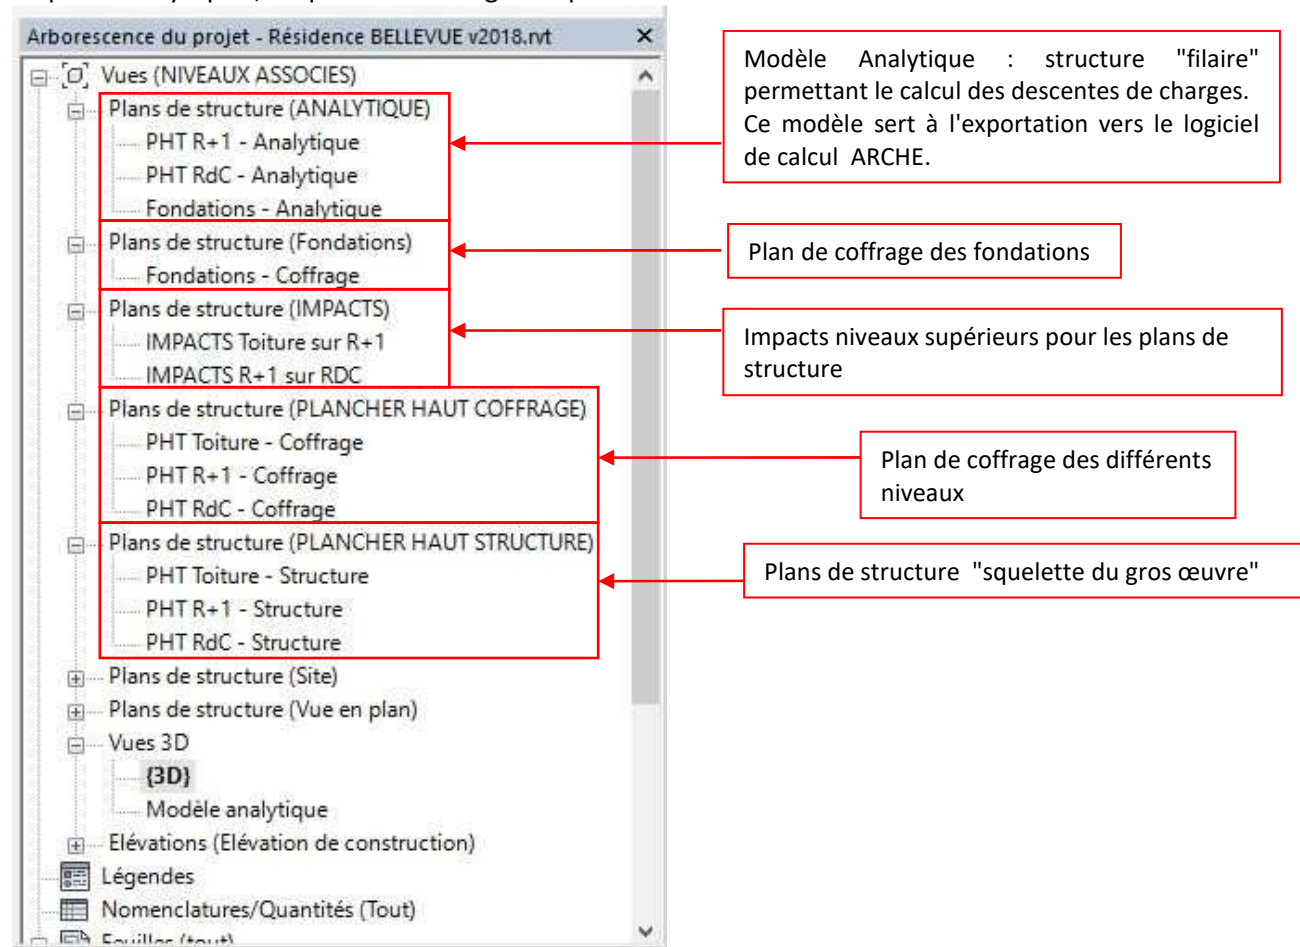 Arborescence du projet - Résidence BELLEVUE v2018.rvt
Vues (NIVEAUX ASSOCIES)
Plans de structure (ANALYTIQUE)
PHT R+1 - Analytique
PHT RdC - Analytique
Fondations - Analytique
Plans de structure (Fondations)
Fondations - Coffrage
Plans de structure (IMPACTS)
IMPACTS Toiture sur R+1
IMPACTS R+1 sur RDC
Plans de structure (PLANCHER HAUT COFFRAGE)
PHT Toiture - Coffrage
PHT R+1 - Coffrage
PHT RdC - Coffrage
Plans de structure (PLANCHER HAUT STRUCTURE)
PHT Toiture - Structure
PHT R+1 - Structure
PHT RdC - Structure
Plans de structure (Site)
Plans de structure (Vue en plan)
Vues 3D
{3D}
Modèle analytique
Elévations (Elévation de construction)
Légendes
Nomenclatures/Quantités (Tout)
Feuilles (tout)
Modèle Analytique : structure "filaire"
permettant le calcul des descentes de charges.
Ce modèle sert à l'exportation vers le logiciel
de calcul ARCHE.
Plan de coffrage des fondations
Impacts niveaux supérieurs pour les plans de
structure
Plan de coffrage des différents
niveaux
Plans de structure "squelette du gros œuvre"